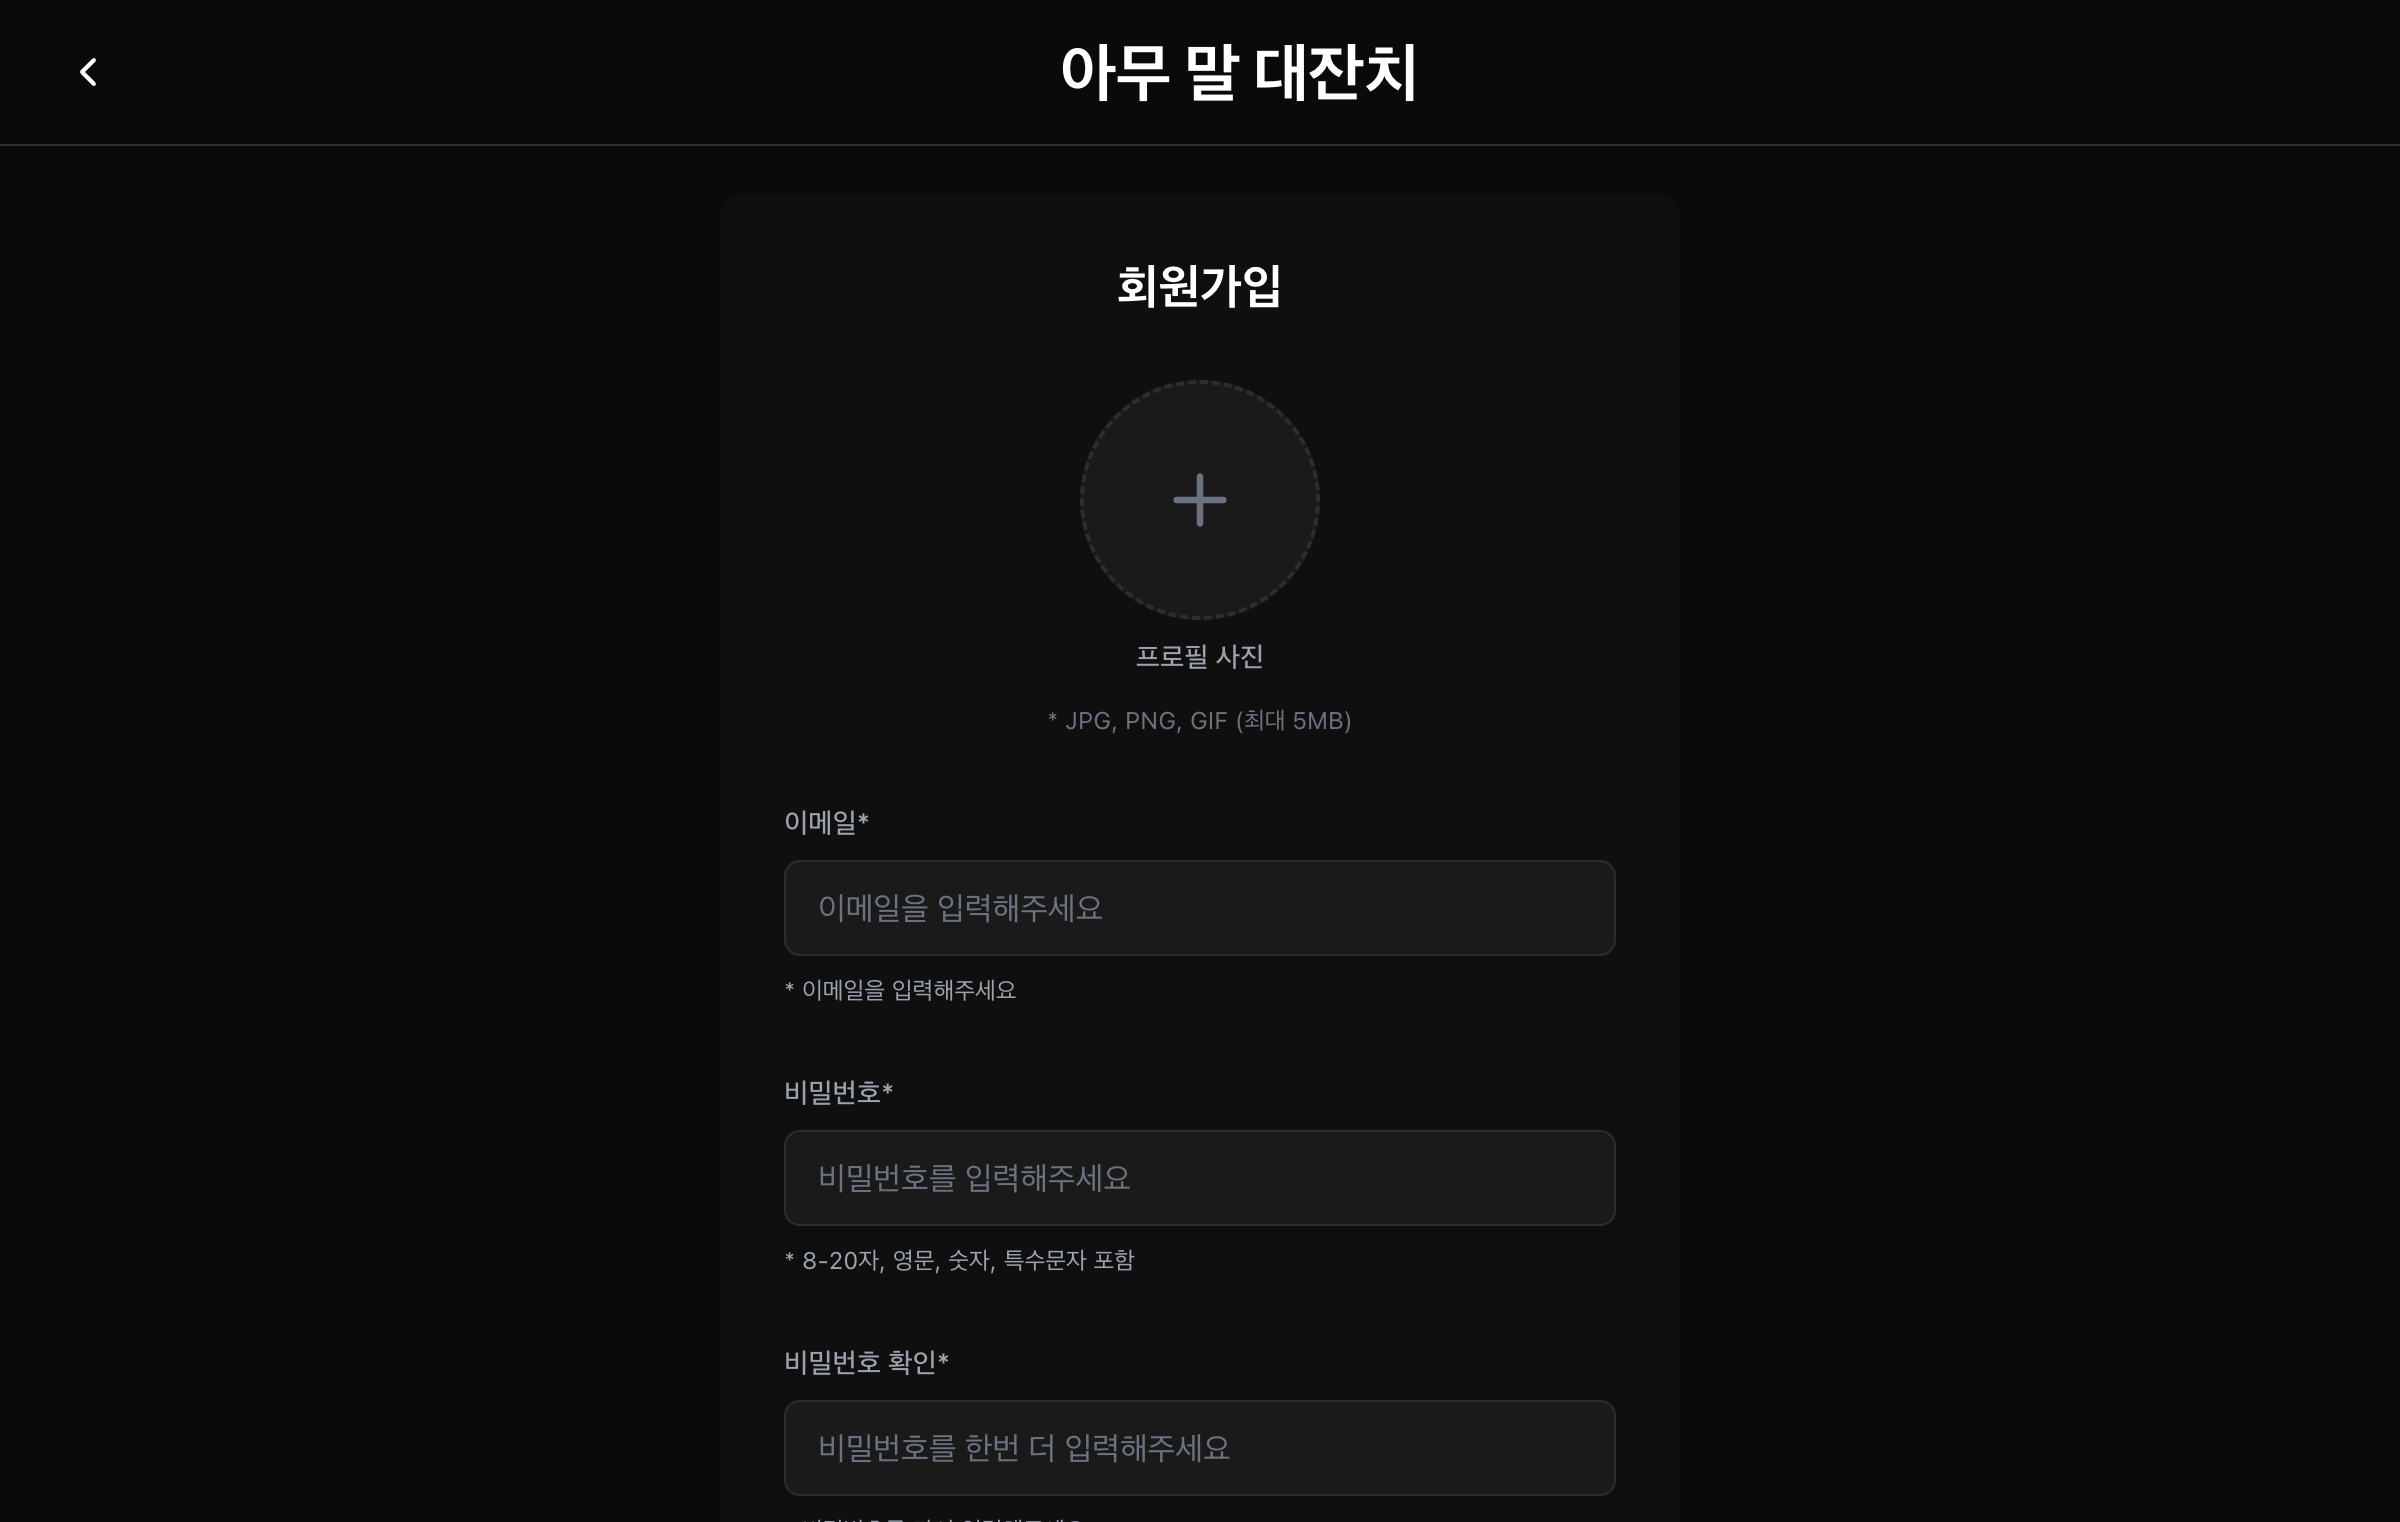 아무 말 대잔치
회원가입
프로필 사진
* JPG, PNG, GIF (최대 5MB)
이메일*
이메일을 입력해주세요
* 이메일을 입력해주세요
비밀번호*
비밀번호를 입력해주세요
* 8-20자, 영문, 숫자, 특수문자 포함
비밀번호 확인*
비밀번호를 한번 더 입력해주세요